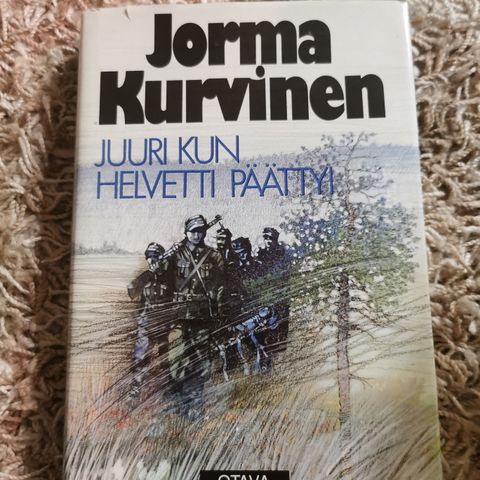 Jorma
Kurvinen
JUURI KUN
HELVETTI PÄÄTTYI
OTAVA